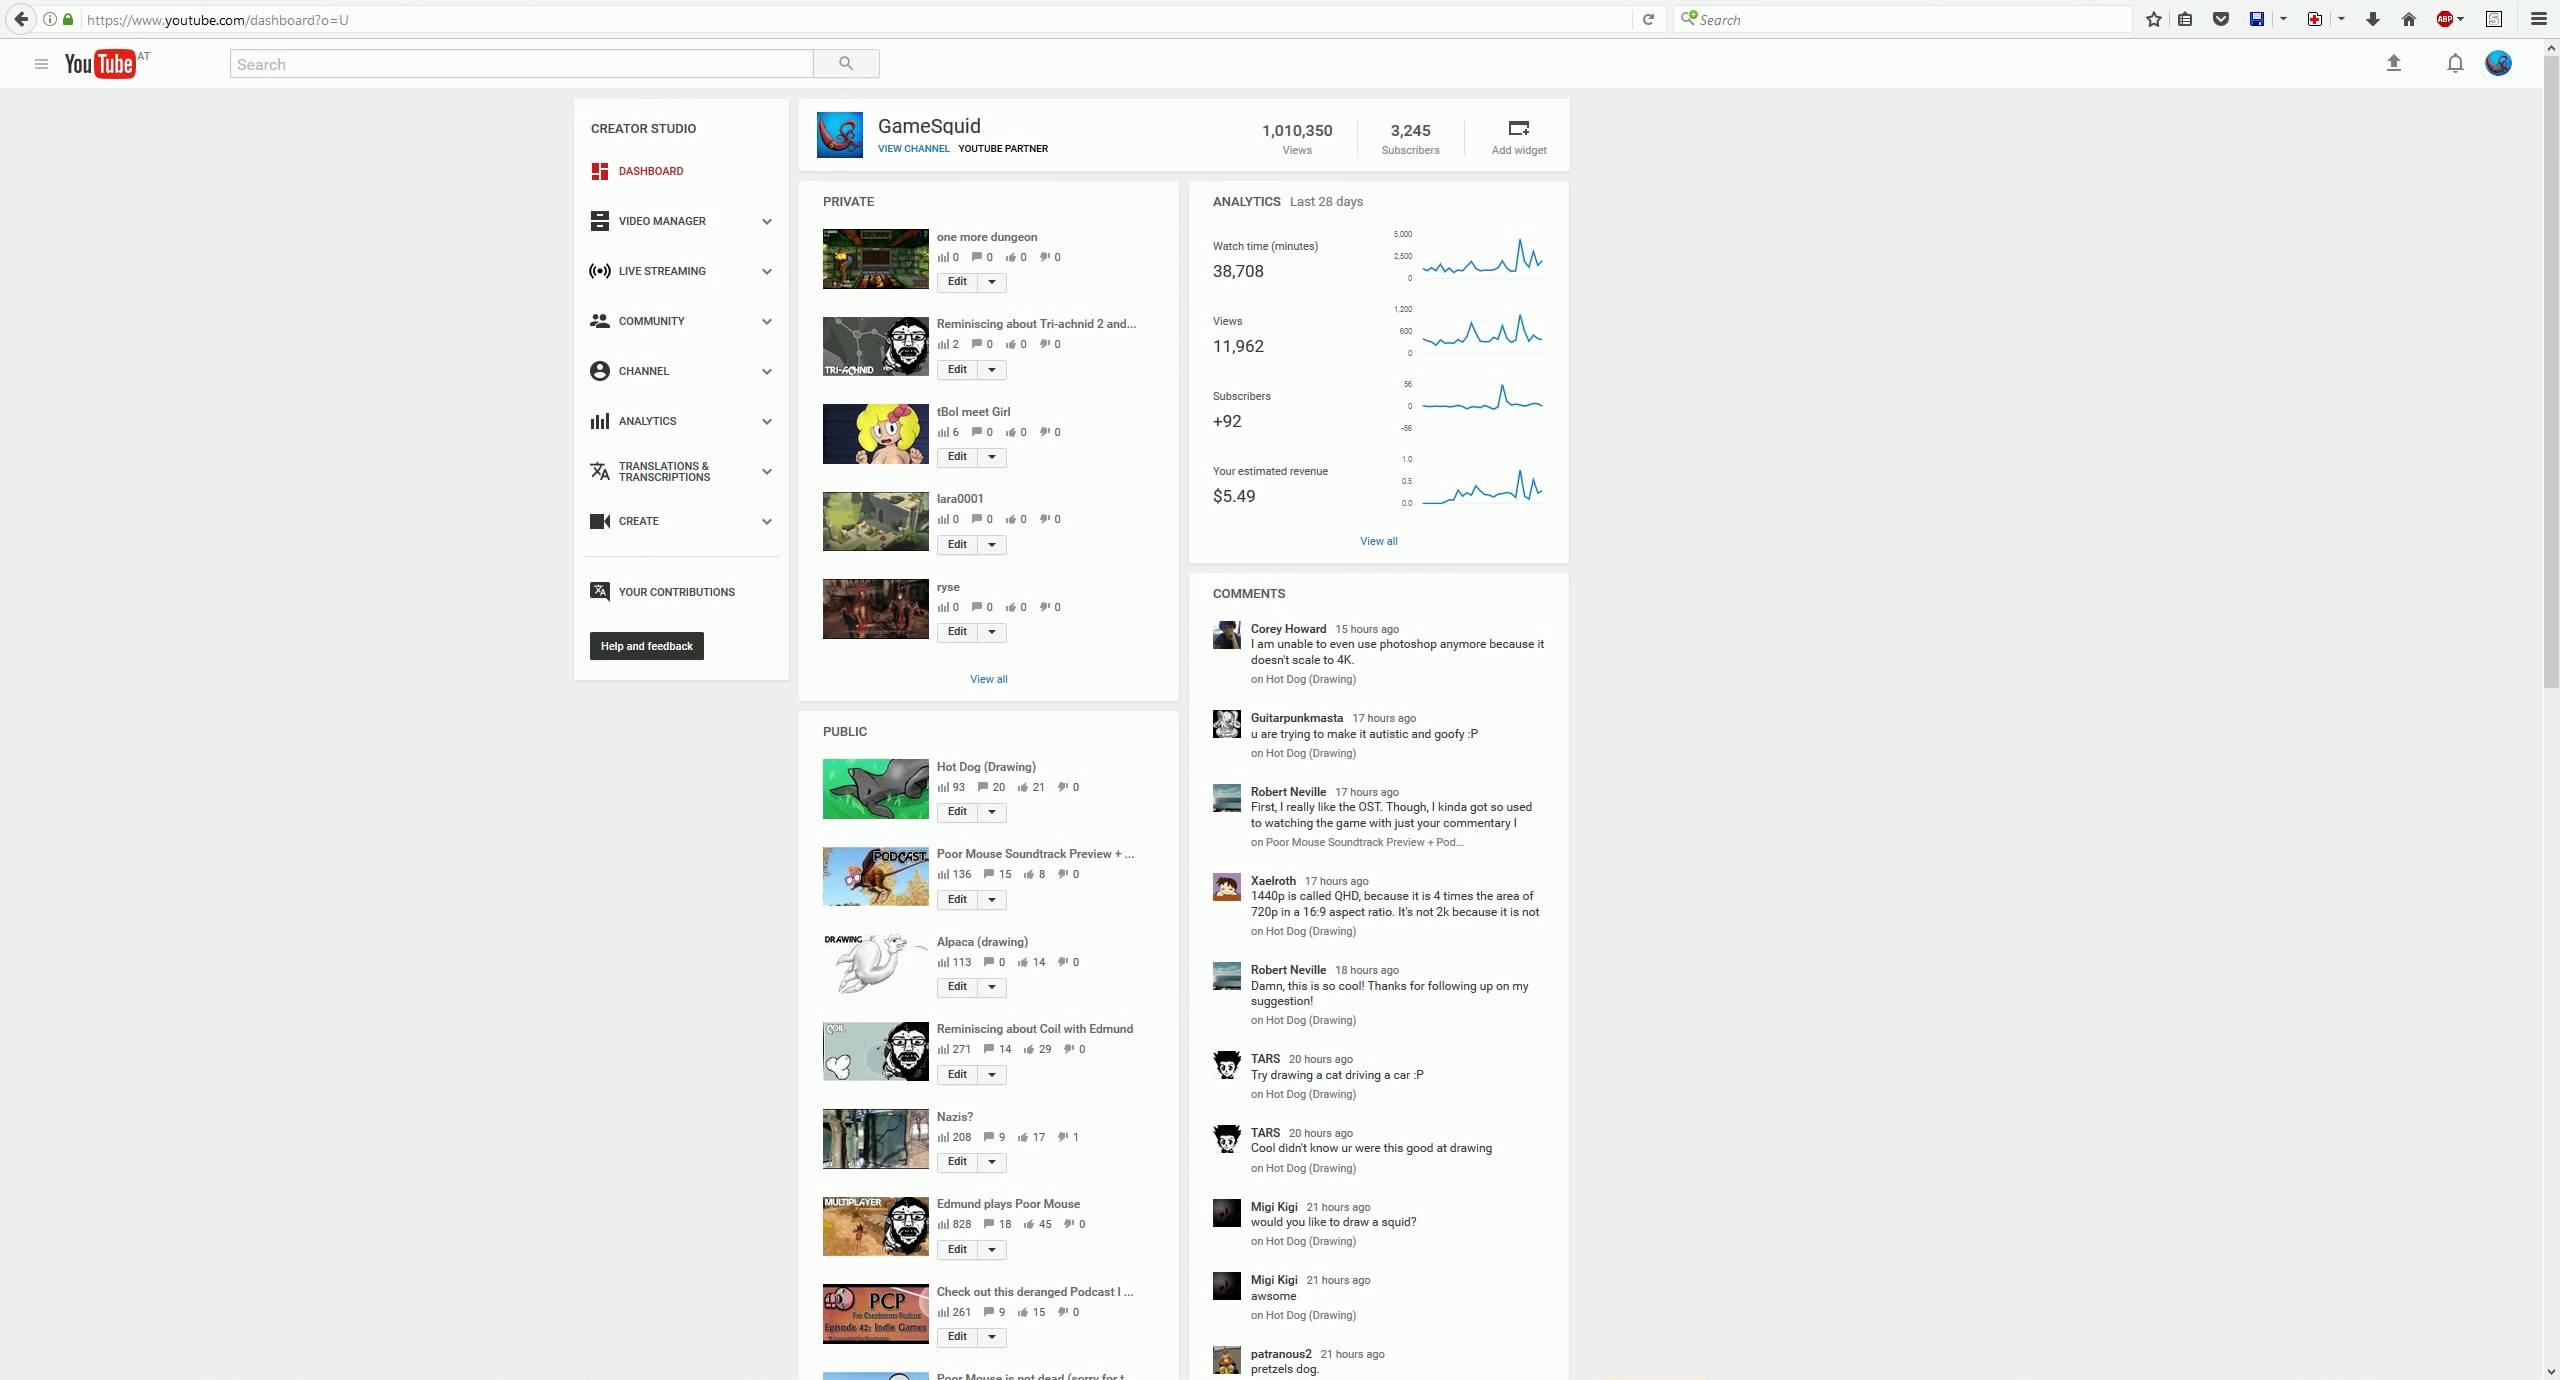 https://www.youtube.com/dashboard?o=U
Search
ABP
S
YouTube AT
Search
CREATOR STUDIO
DASHBOARD
VIDEO MANAGER
LIVE STREAMING
COMMUNITY
CHANNEL
ANALYTICS
TRANSLATIONS &
TRANSCRIPTIONS
CREATE
YOUR CONTRIBUTIONS
Help and feedback
GameSquid
VIEW CHANNEL YOUTUBE PARTNER
1,010,350
Views
3,245
Subscribers
Add widget
PRIVATE
one more dungeon
0 0 0 0
Edit
TRI-ACHNID
Reminiscing about Tri-achnid 2 and...
2 0 0 0
Edit
tBol meet Girl
6 0 0 0
Edit
lara0001
0 0 0 0
Edit
ryse
0 0 0 0
Edit
View all
PUBLIC
Hot Dog (Drawing)
93 20 21 0
Edit
PODCAST
Poor Mouse Soundtrack Preview + ...
136 15 8 0
Edit
DRAWING
Alpaca (drawing)
113 0 14 0
Edit
COIL
Reminiscing about Coil with Edmund
271 14 29 0
Edit
Nazis?
208 9 17 1
Edit
MULTIPLAYER
Edmund plays Poor Mouse
828 18 45 0
Edit
PCP
Episode 42: Indie Games
Check out this deranged Podcast I ...
261 9 15 0
Edit
Poor Mouse is not dead (sorry for t...
ANALYTICS Last 28 days
Watch time (minutes)
38,708
5,000
2,500
0
Views
11,962
1,200
600
0
Subscribers
+92
56
0
-56
Your estimated revenue
$5.49
1.0
0.5
0.0
View all
COMMENTS
Corey Howard 15 hours ago
I am unable to even use photoshop anymore because it
doesn't scale to 4K.
on Hot Dog (Drawing)
Guitarpunkmasta 17 hours ago
u are trying to make it autistic and goofy :P
on Hot Dog (Drawing)
Robert Neville 17 hours ago
First, I really like the OST. Though, I kinda got so used
to watching the game with just your commentary I
on Poor Mouse Soundtrack Preview + Pod...
Xaelroth 17 hours ago
1440p is called QHD, because it is 4 times the area of
720p in a 16:9 aspect ratio. It's not 2k because it is not
on Hot Dog (Drawing)
Robert Neville 18 hours ago
Damn, this is so cool! Thanks for following up on my
suggestion!
on Hot Dog (Drawing)
TARS 20 hours ago
Try drawing a cat driving a car :P
on Hot Dog (Drawing)
TARS 20 hours ago
Cool didn't know ur were this good at drawing
on Hot Dog (Drawing)
Migi Kigi 21 hours ago
would you like to draw a squid?
on Hot Dog (Drawing)
Migi Kigi 21 hours ago
awsome
on Hot Dog (Drawing)
patranous2 21 hours ago
pretzels dog.